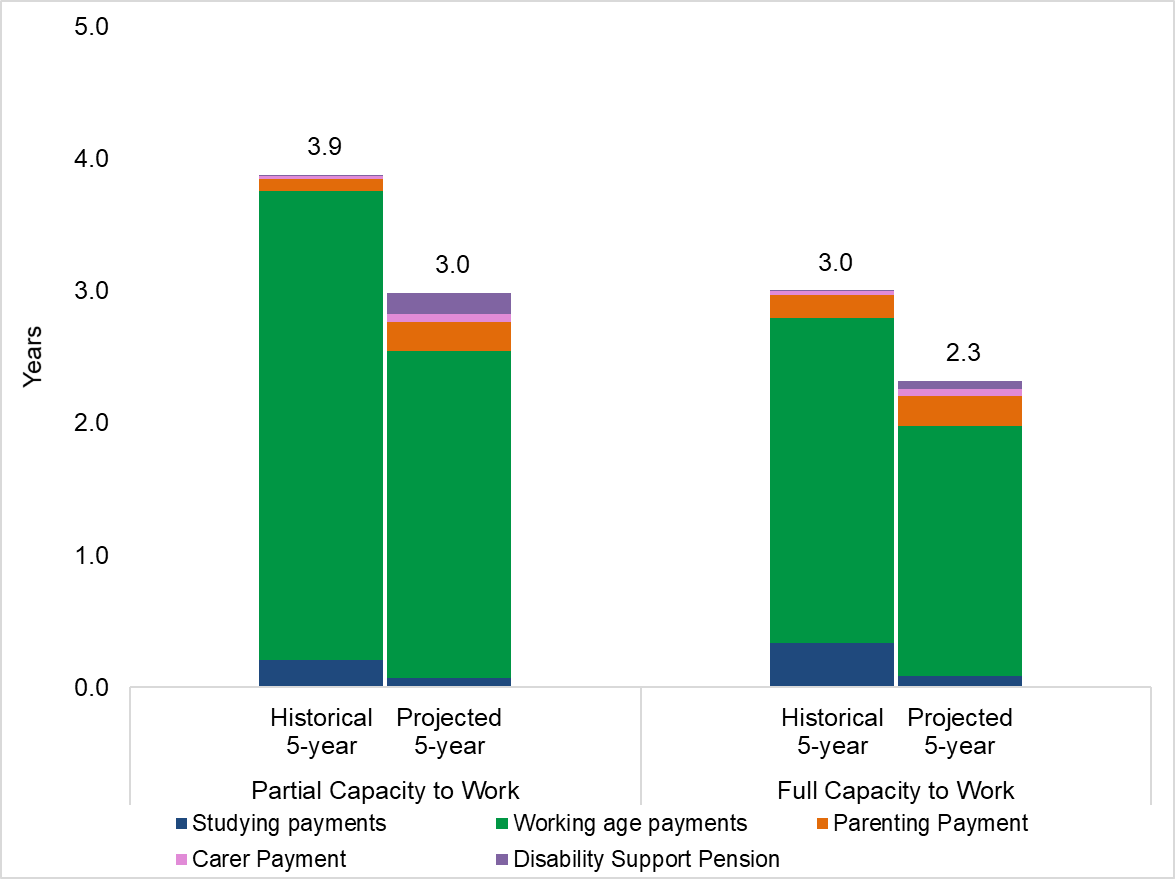 5.0
4.0
3.0
2.0
1.0
0.0
Years
3.9
3.0
3.0
2.3
Historical 5-year
Projected 5-year
Historical 5-year
Projected 5-year
Partial Capacity to Work
Full Capacity to Work
Studying payments
Working age payments
Parenting Payment
Carer Payment
Disability Support Pension